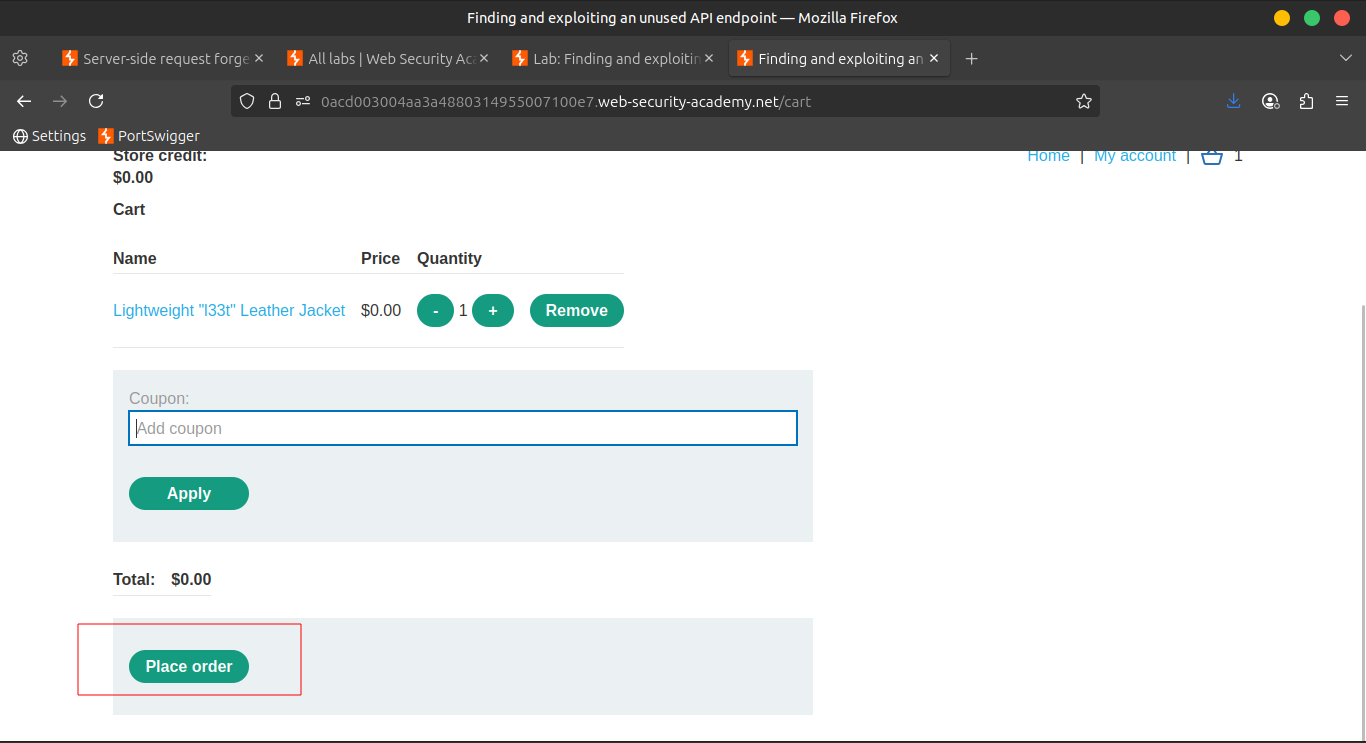 Finding and exploiting an unused API endpoint — Mozilla Firefox
Server-side request forge
All labs | Web Security Aca
Lab: Finding and exploitin
Finding and exploiting an
0acd003004aa3a4880314955007100e7.web-security-academy.net/cart
Settings
PortSwigger
Store credit:
$0.00
Home | My account | 1
Cart
Name Price Quantity
Lightweight "l33t" Leather Jacket $0.00 - 1 + Remove
Coupon:
Add coupon
Apply
Total: $0.00
Place order